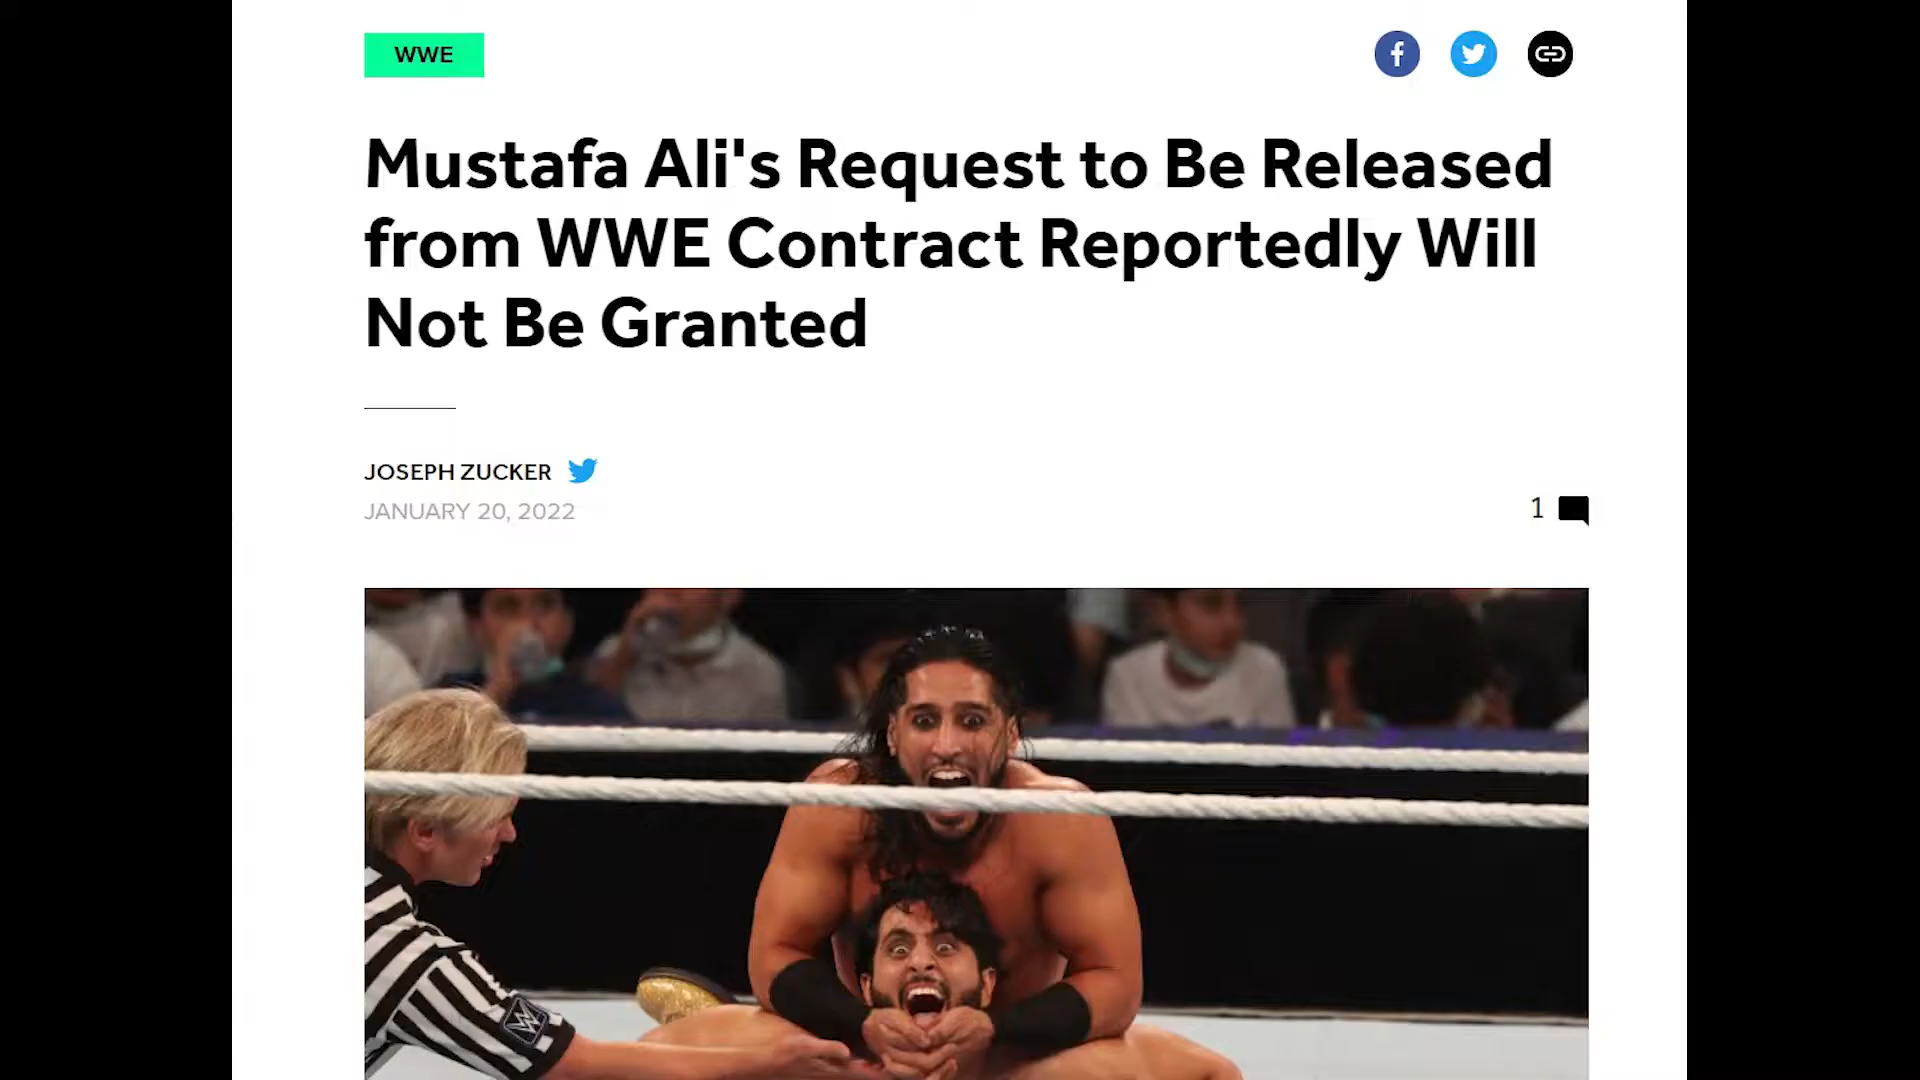 WWE
Mustafa Ali's Request to Be Released
from WWE Contract Reportedly Will
Not Be Granted
JOSEPH ZUCKER
JANUARY 20, 2022
1
W